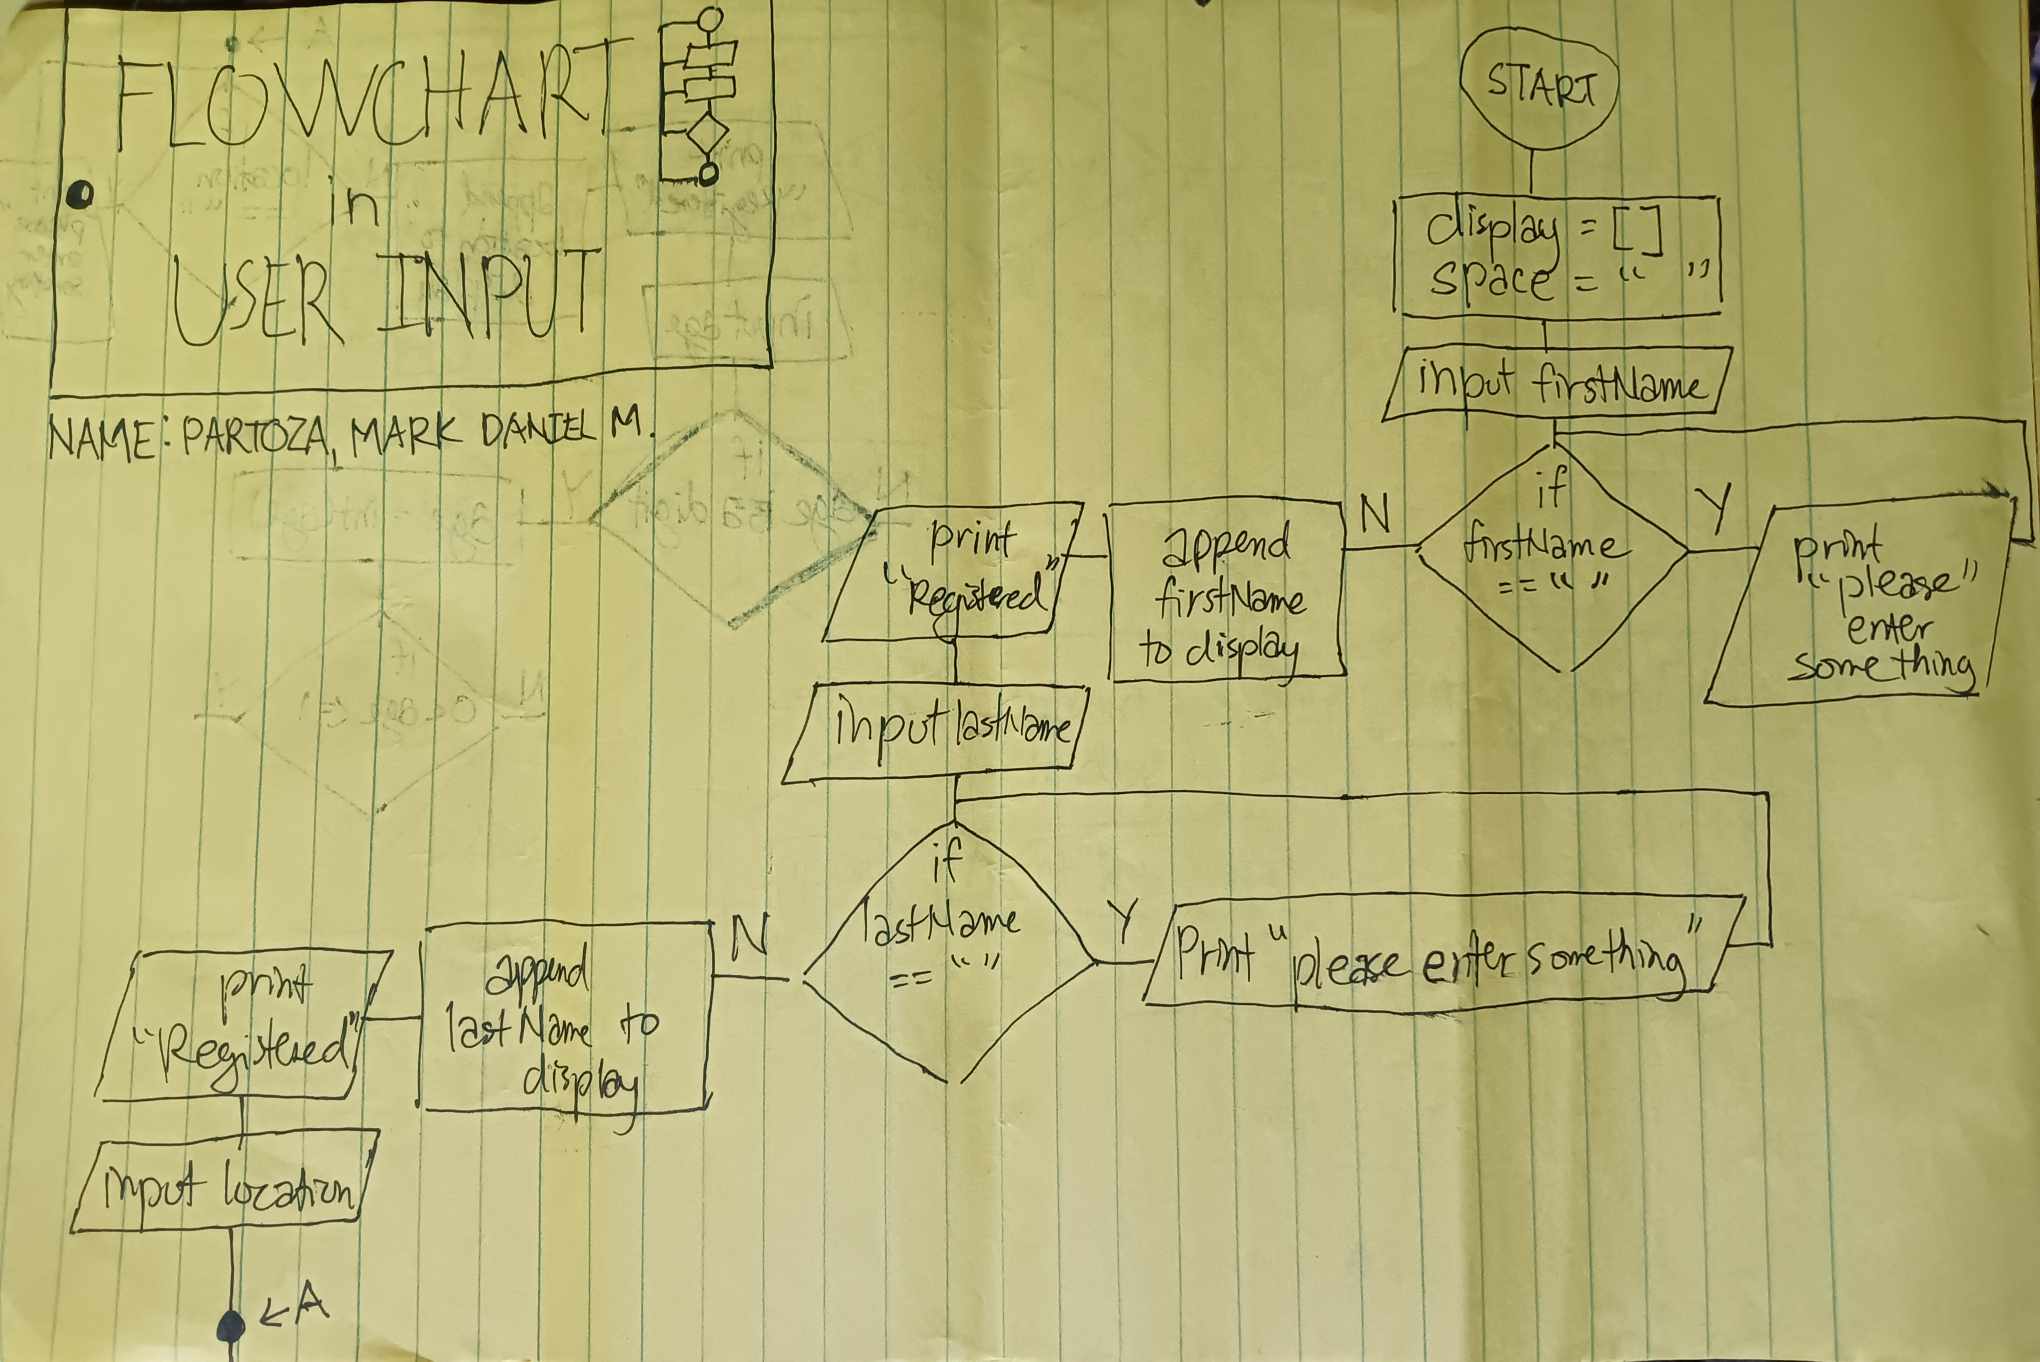 FLOWCHART
in
USER INPUT
NAME: PARTOZA, MARK DANIEL M.
START
display = []
space = “ ”
input firstName
if
firstName
== “ ”
Y
print
“please”
enter
something
N
append
firstName
to display
print
“Registered”
input lastName
if
lastName
== “ ”
Y
Print “please enter something”
N
append
lastName to
display
print
“Registered”
input location
←A